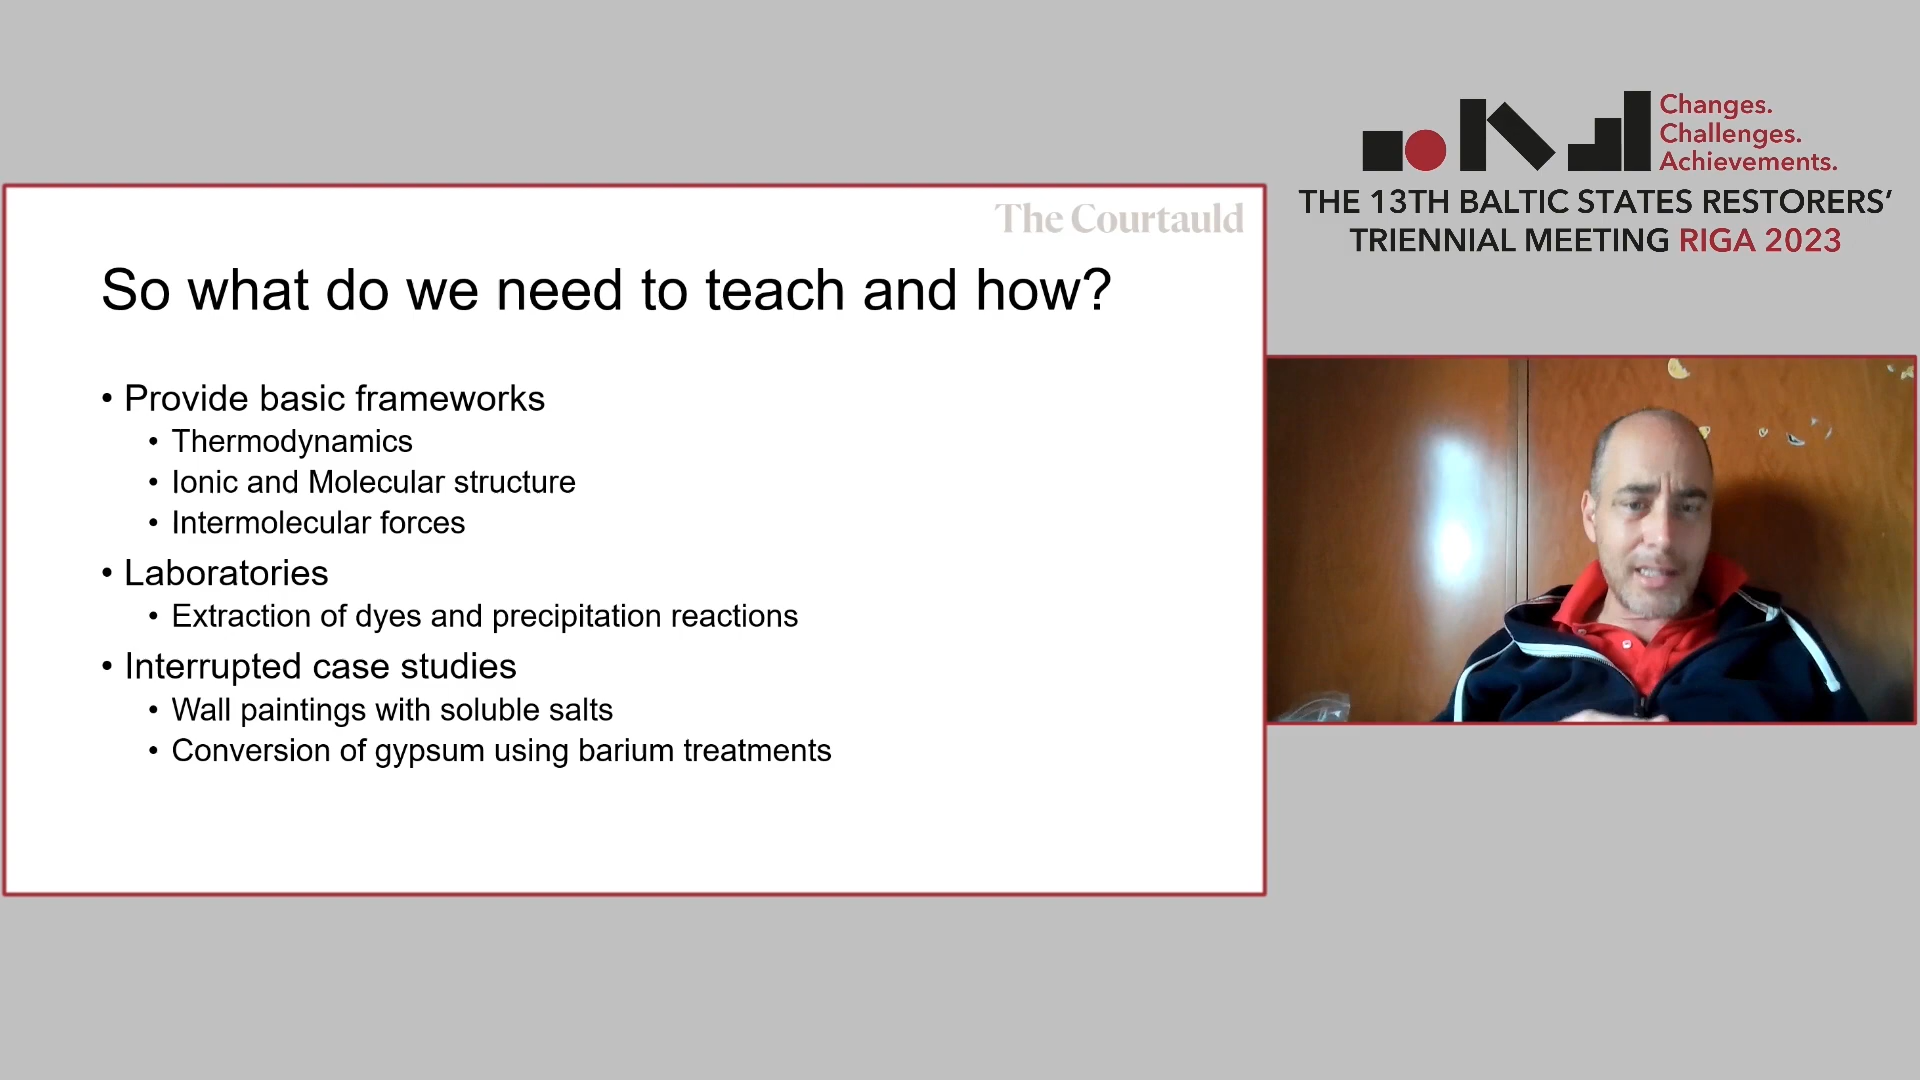 The Courtauld
So what do we need to teach and how?
• Provide basic frameworks
• Thermodynamics
• Ionic and Molecular structure
• Intermolecular forces
• Laboratories
• Extraction of dyes and precipitation reactions
• Interrupted case studies
• Wall paintings with soluble salts
• Conversion of gypsum using barium treatments
Changes.
Challenges.
Achievements.
THE 13TH BALTIC STATES RESTORERS'
TRIENNIAL MEETING RIGA 2023